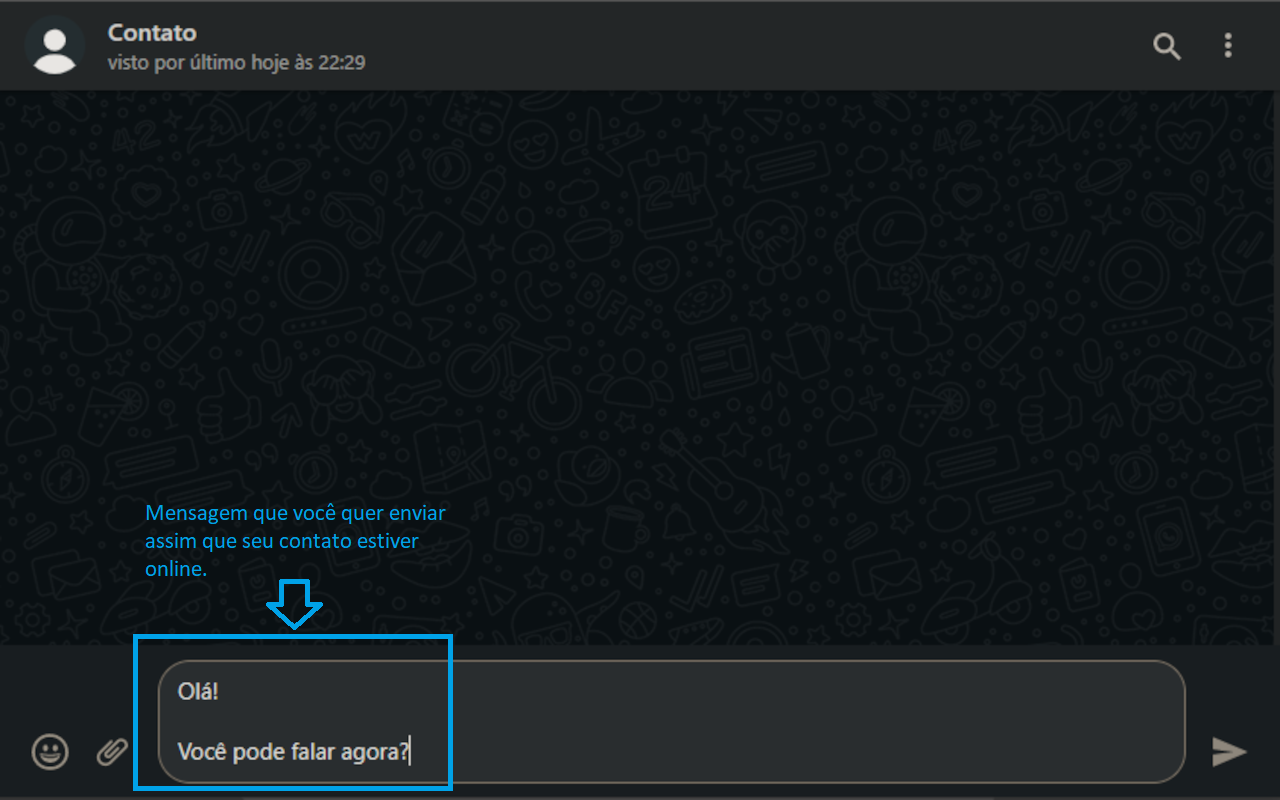 Contato
visto por último hoje às 22:29
Mensagem que você quer enviar
assim que seu contato estiver
online.
Olá!
Você pode falar agora?